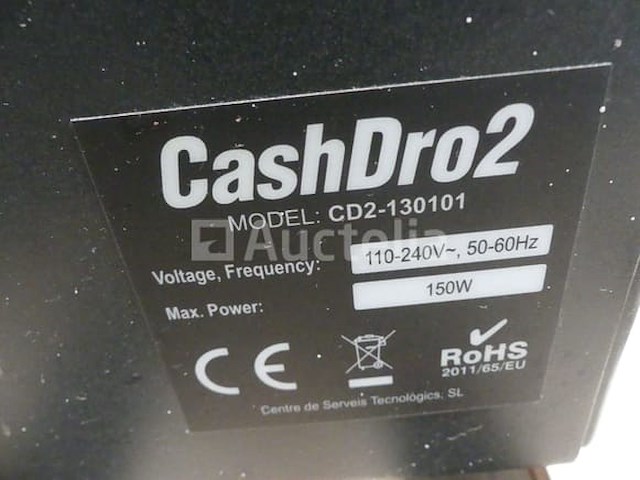 CashDro2
MODEL: CD2-130101
Auctelia
Voltage, Frequency: 110-240V~, 50-60Hz
Max. Power: 150W
CE
RoHS
2011/65/EU
Centre de Serveis Tecnològics, SL